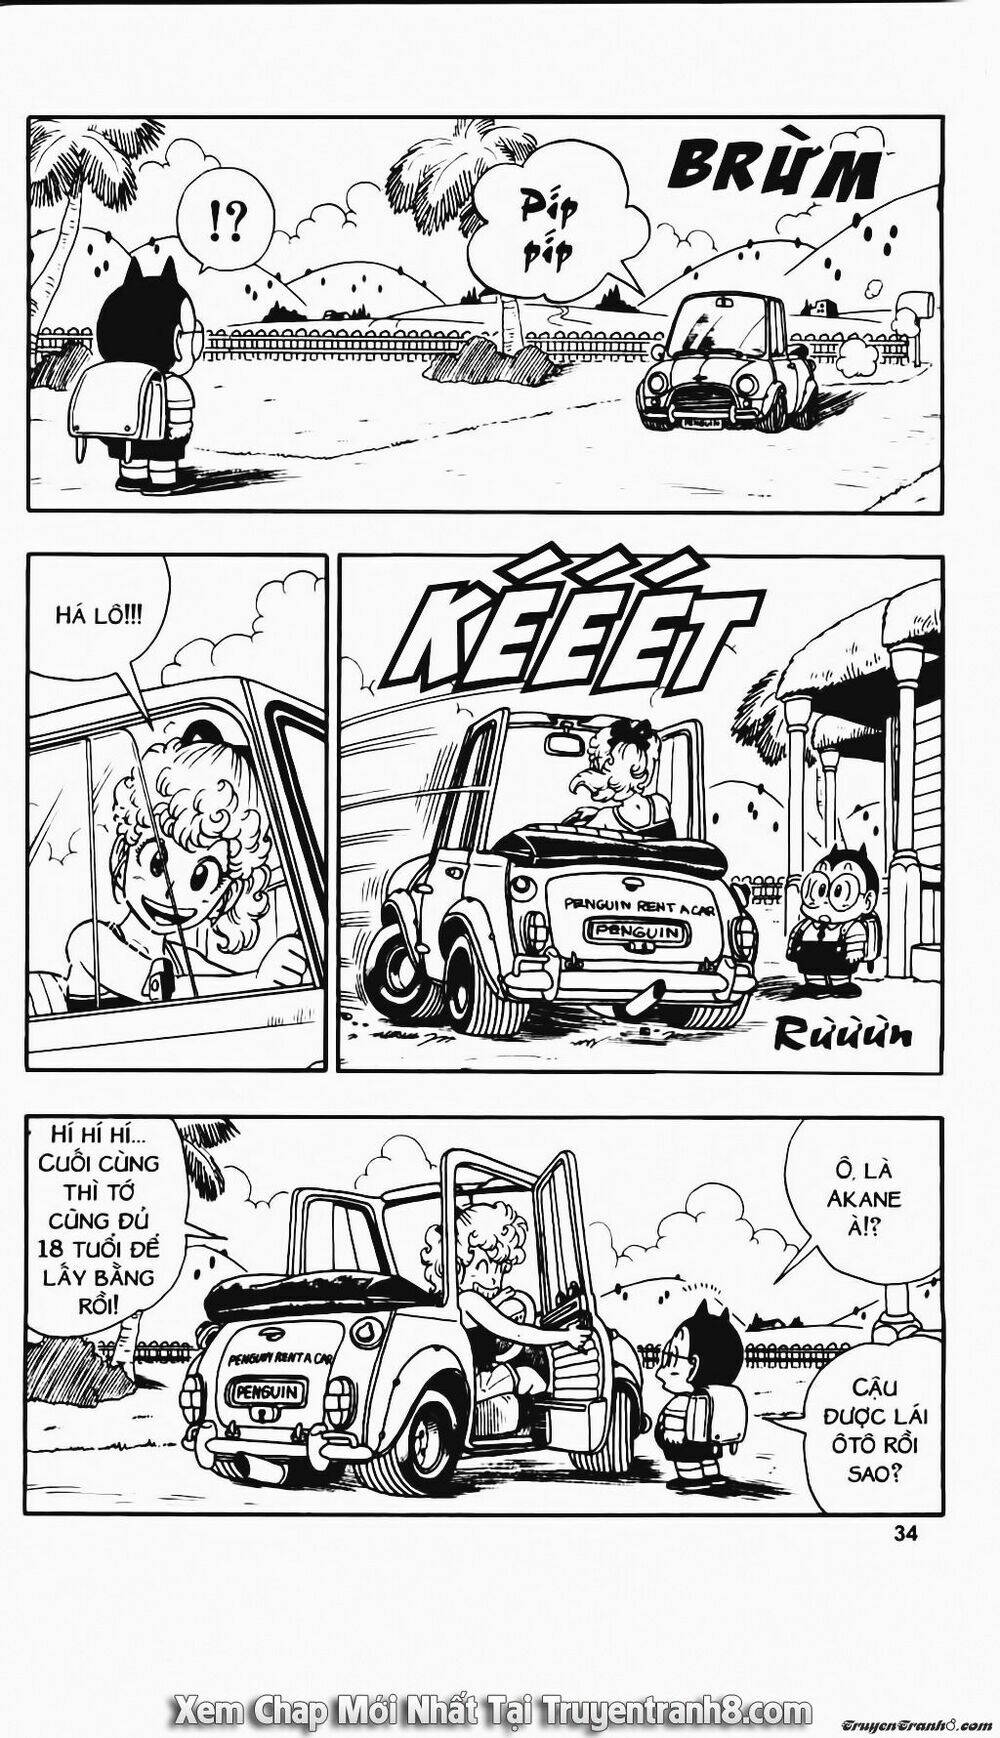 BRỪM
!?
Píp
píp
PENGUIN
HÁ LÔ!!!
KÉÉÉT
PENGUIN RENT A CAR
PENGUIN
Rùùùn
HÍ HÍ HÍ...
CUỐI CÙNG
THÌ TỚ
CŨNG ĐỦ
18 TUỔI ĐỂ
LẤY BẰNG
RỒI!
Ô, LÀ
AKANE
À!?
PENGUIN RENT A CAR
PENGUIN
CẬU
ĐƯỢC LÁI
ÔTÔ RỒI
SAO?
34
Xem Chap Mới Nhất Tại Truyentranh8.com
TruyenTranh8.com